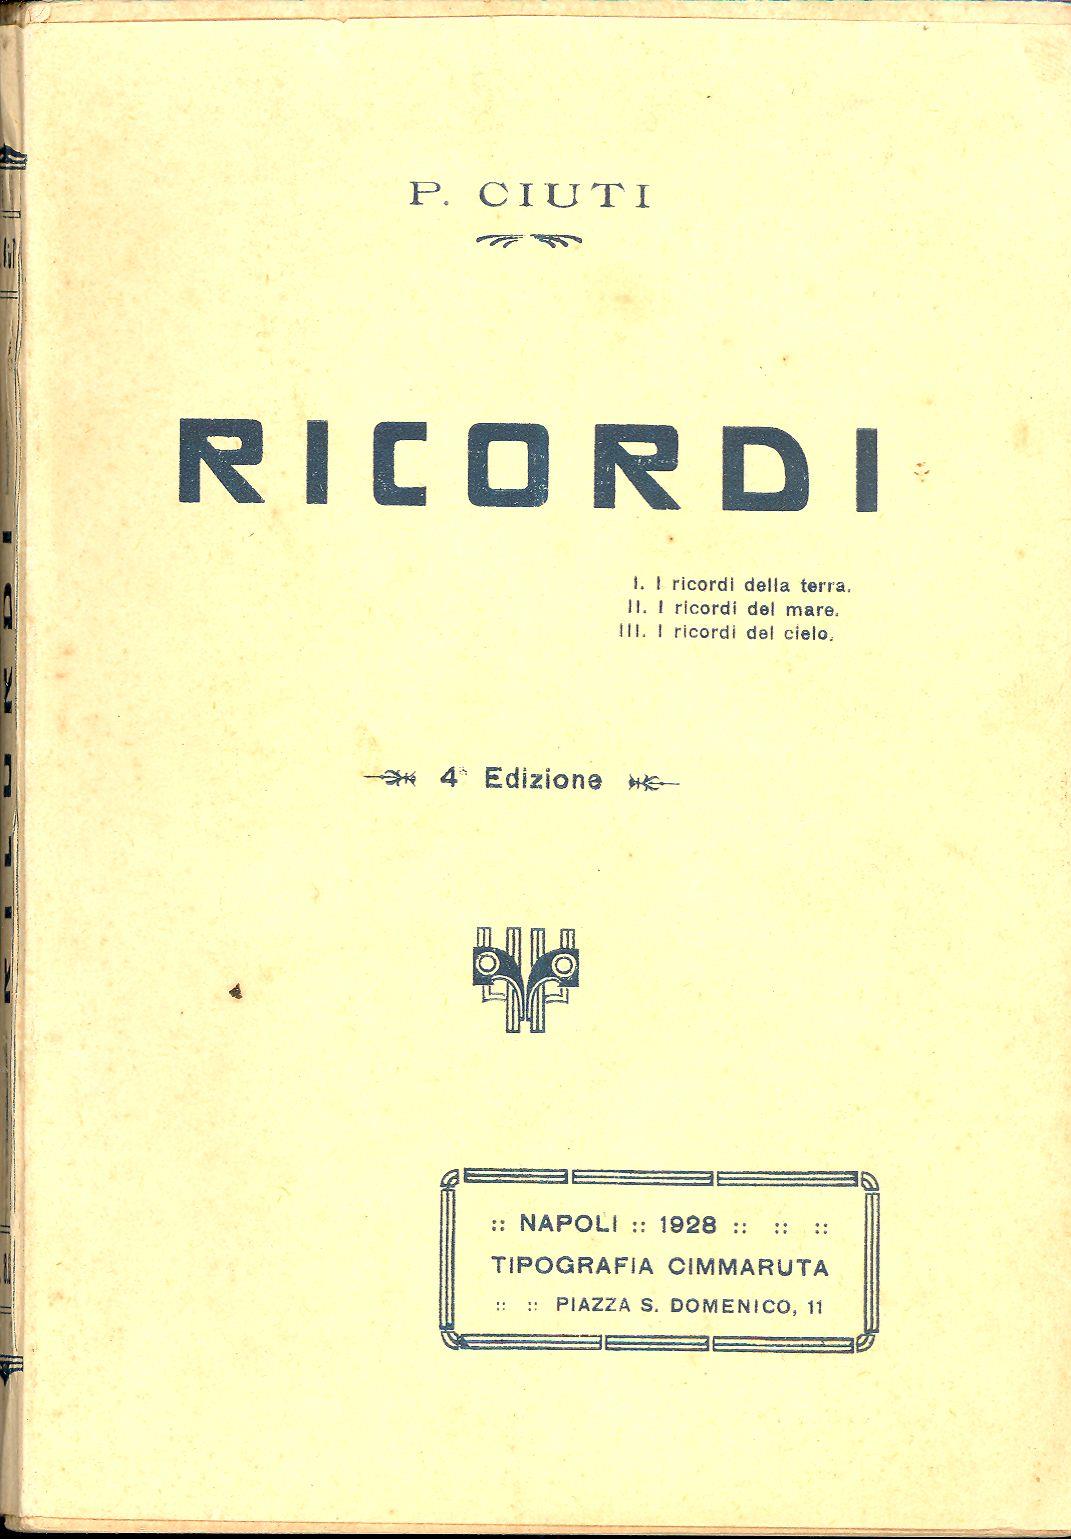 P. CIUTI
RICORDI
I. I ricordi della terra.
II. I ricordi del mare.
III. I ricordi del cielo.
4ª Edizione
:: NAPOLI :: 1928 :: :: ::
TIPOGRAFIA CIMMARUTA
:: :: PIAZZA S. DOMENICO, 11